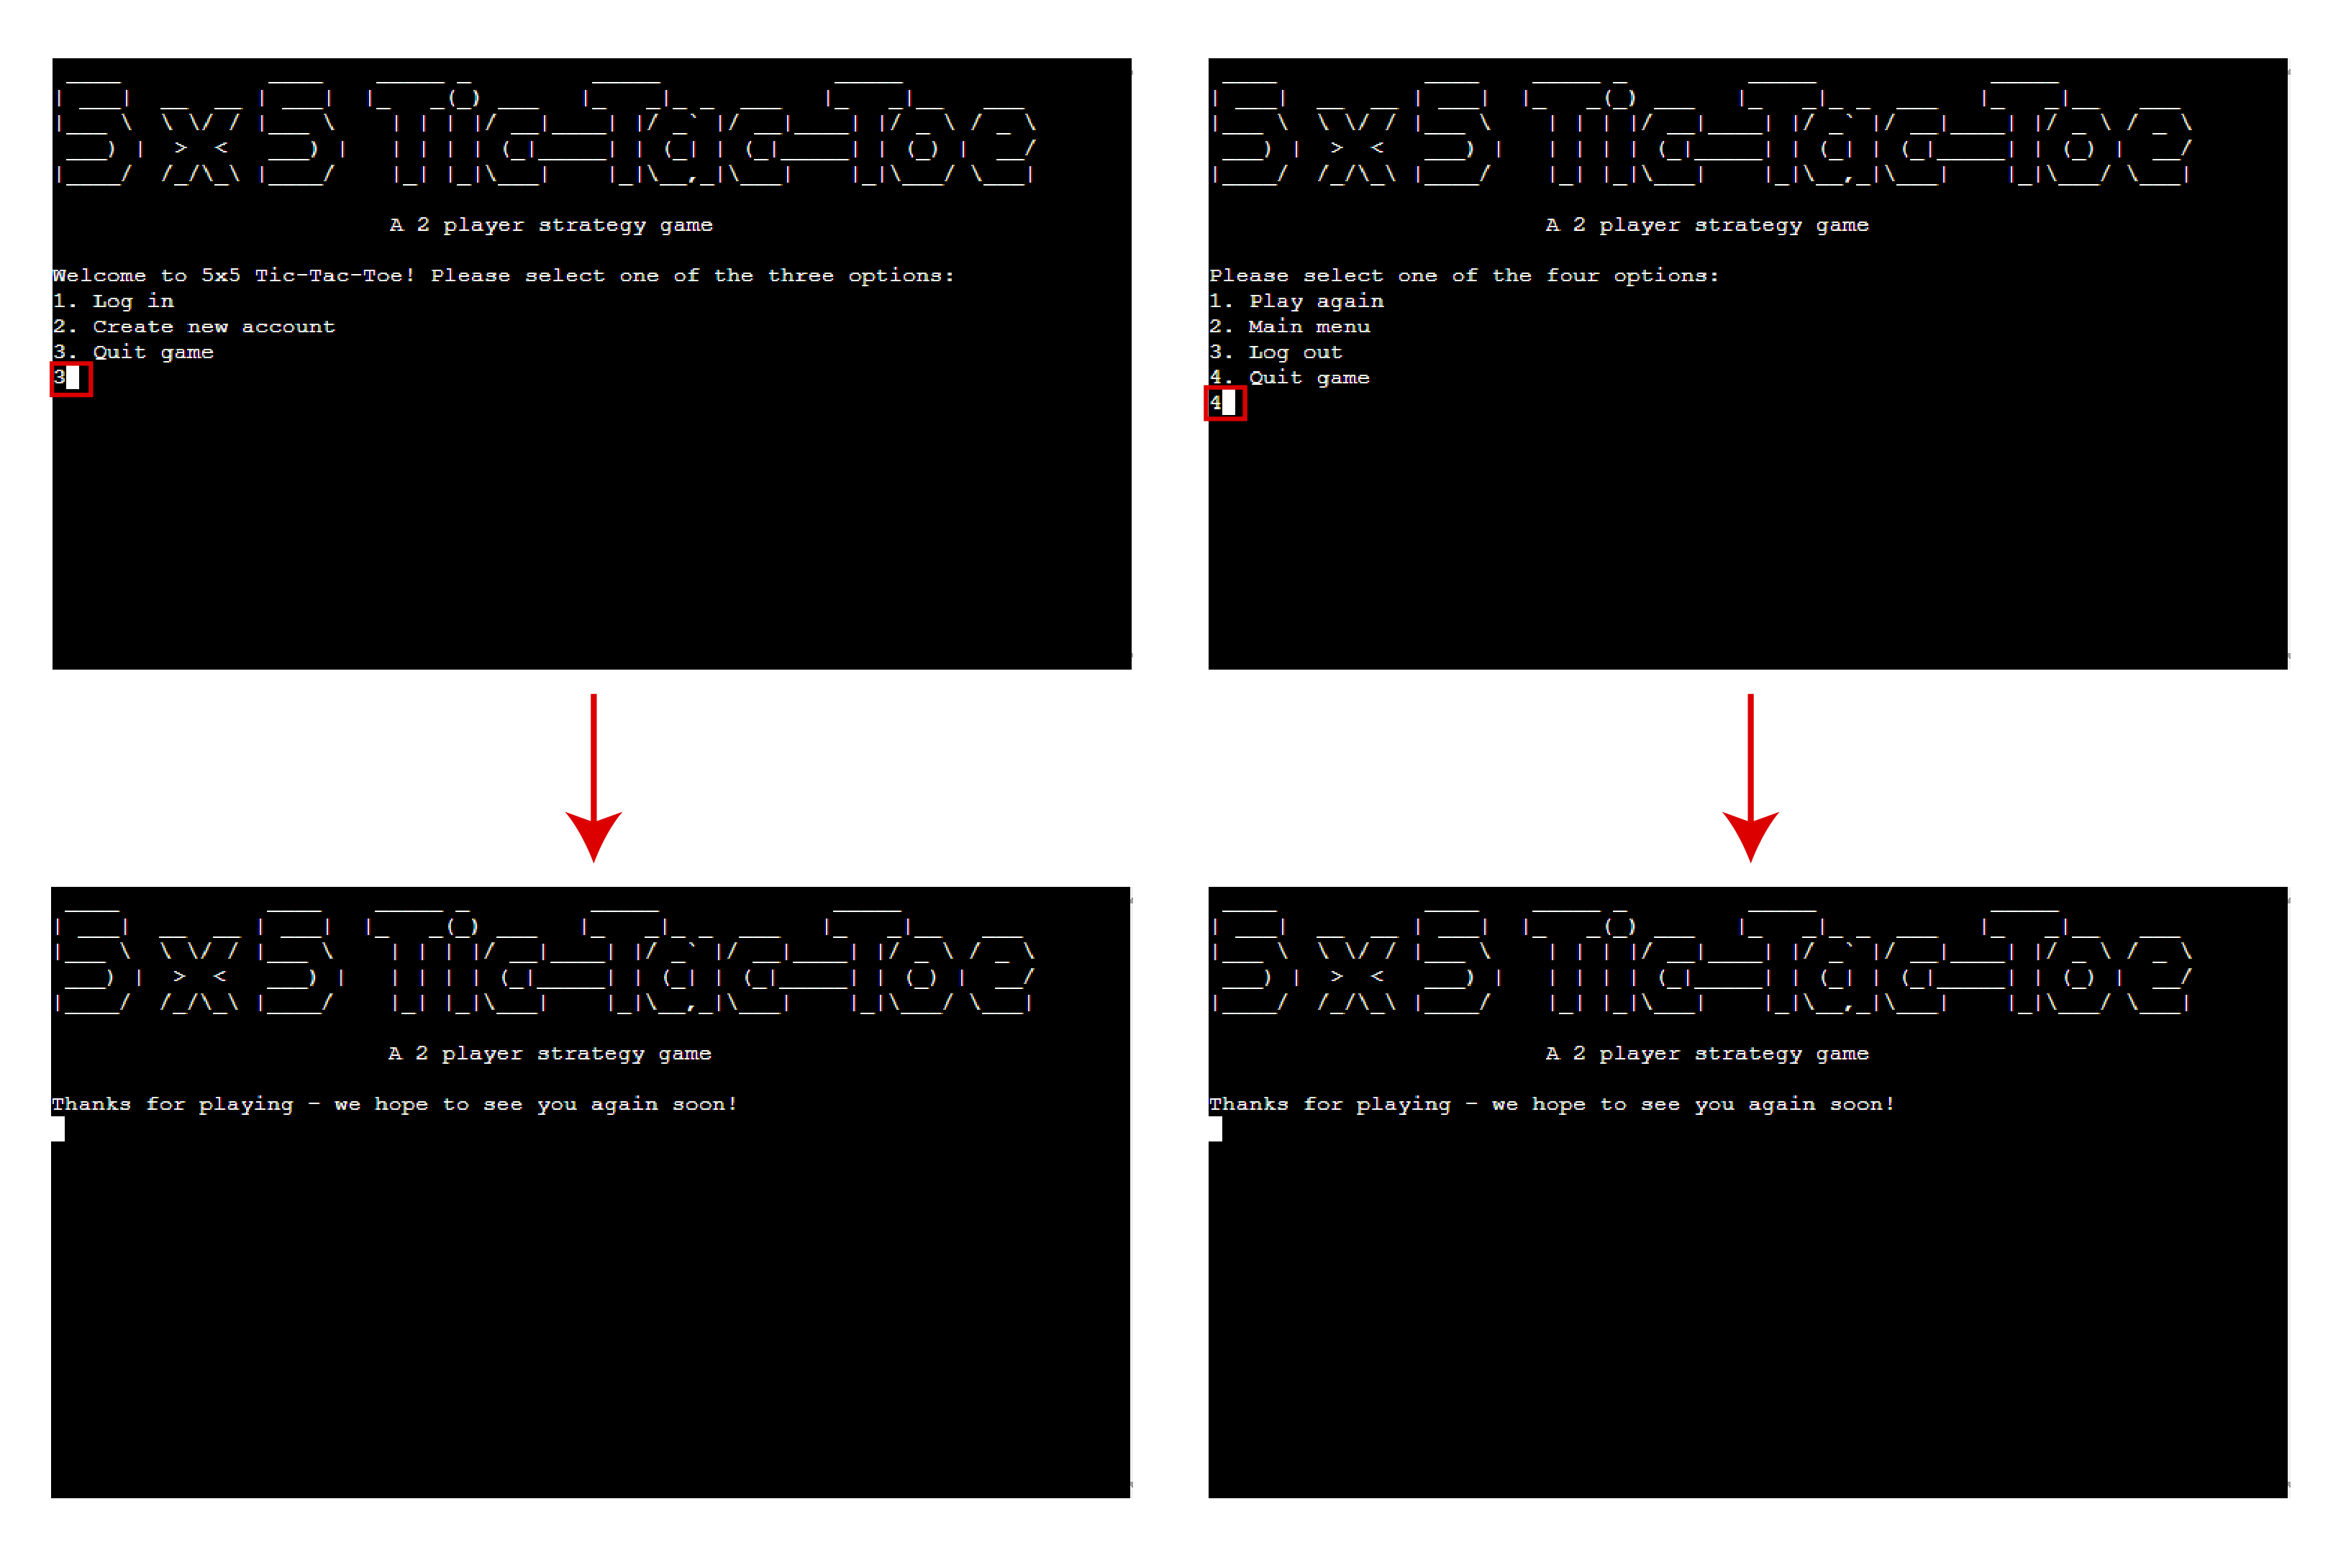 5x5 Tic-Tac-Toe
A 2 player strategy game
Welcome to 5x5 Tic-Tac-Toe! Please select one of the three options:
1. Log in
2. Create new account
3. Quit game
3
5x5 Tic-Tac-Toe
A 2 player strategy game
Please select one of the four options:
1. Play again
2. Main menu
3. Log out
4. Quit game
4
5x5 Tic-Tac-Toe
A 2 player strategy game
Thanks for playing - we hope to see you again soon!
5x5 Tic-Tac-Toe
A 2 player strategy game
Thanks for playing - we hope to see you again soon!